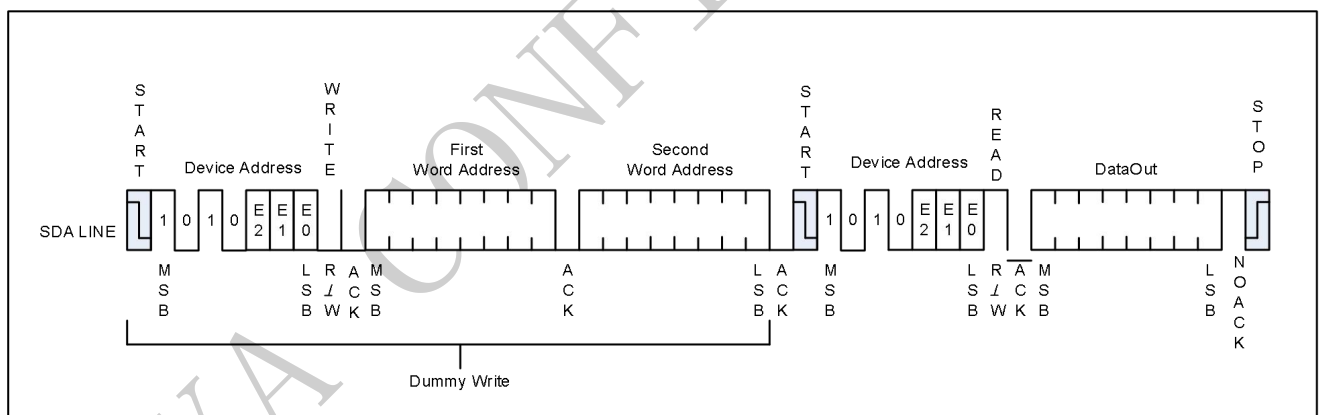 START
WRITE
START
READ
STOP
Device Address
First
Word Address
Second
Word Address
Device Address
DataOut
SDA LINE
1 0 1 0 E2 E1 E0
1 0 1 0 E2 E1 E0
MSB
LSB
R/W
ACK
MSB
ACK
LSB
ACK
MSB
LSB
R/W
ACK
MSB
LSB
NOACK
Dummy Write